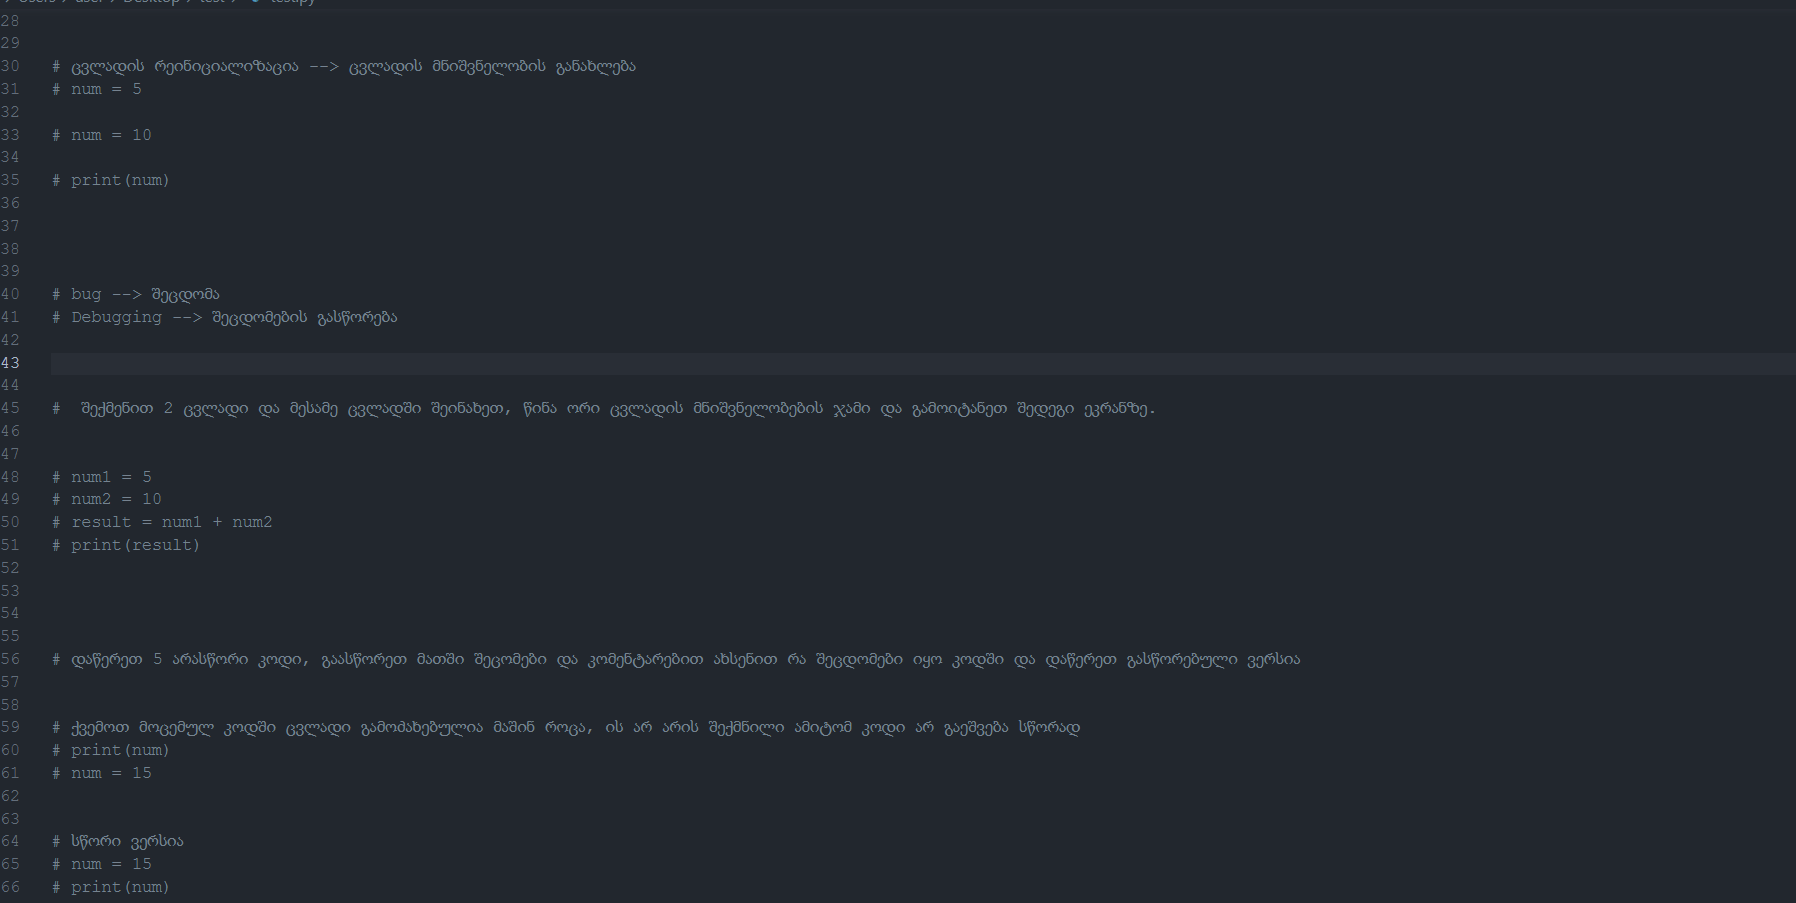 28
29
30 # ცვლადის რეინიციალიზაცია --> ცვლადის მნიშვნელობის განახლება
31 # num = 5
32
33 # num = 10
34
35 # print(num)
36
37
38
39
40 # bug --> შეცდომა
41 # Debugging --> შეცდომების გასწორება
42
43
44
45 #  შექმენით 2 ცვლადი და მესამე ცვლადში შეინახეთ, წინა ორი ცვლადის მნიშვნელობების ჯამი და გამოიტანეთ შედეგი ეკრანზე.
46
47
48 # num1 = 5
49 # num2 = 10
50 # result = num1 + num2
51 # print(result)
52
53
54
55
56 # დაწერეთ 5 არასწორი კოდი, გაასწორეთ მათში შეცომები და კომენტარებით ახსენით რა შეცდომები იყო კოდში და დაწერეთ გასწორებული ვერსია
57
58
59 # ქვემოთ მოცემულ კოდში ცვლადი გამოძახებულია მაშინ როცა, ის არ არის შექმნილი ამიტომ კოდი არ გაეშვება სწორად
60 # print(num)
61 # num = 15
62
63
64 # სწორი ვერსია
65 # num = 15
66 # print(num)